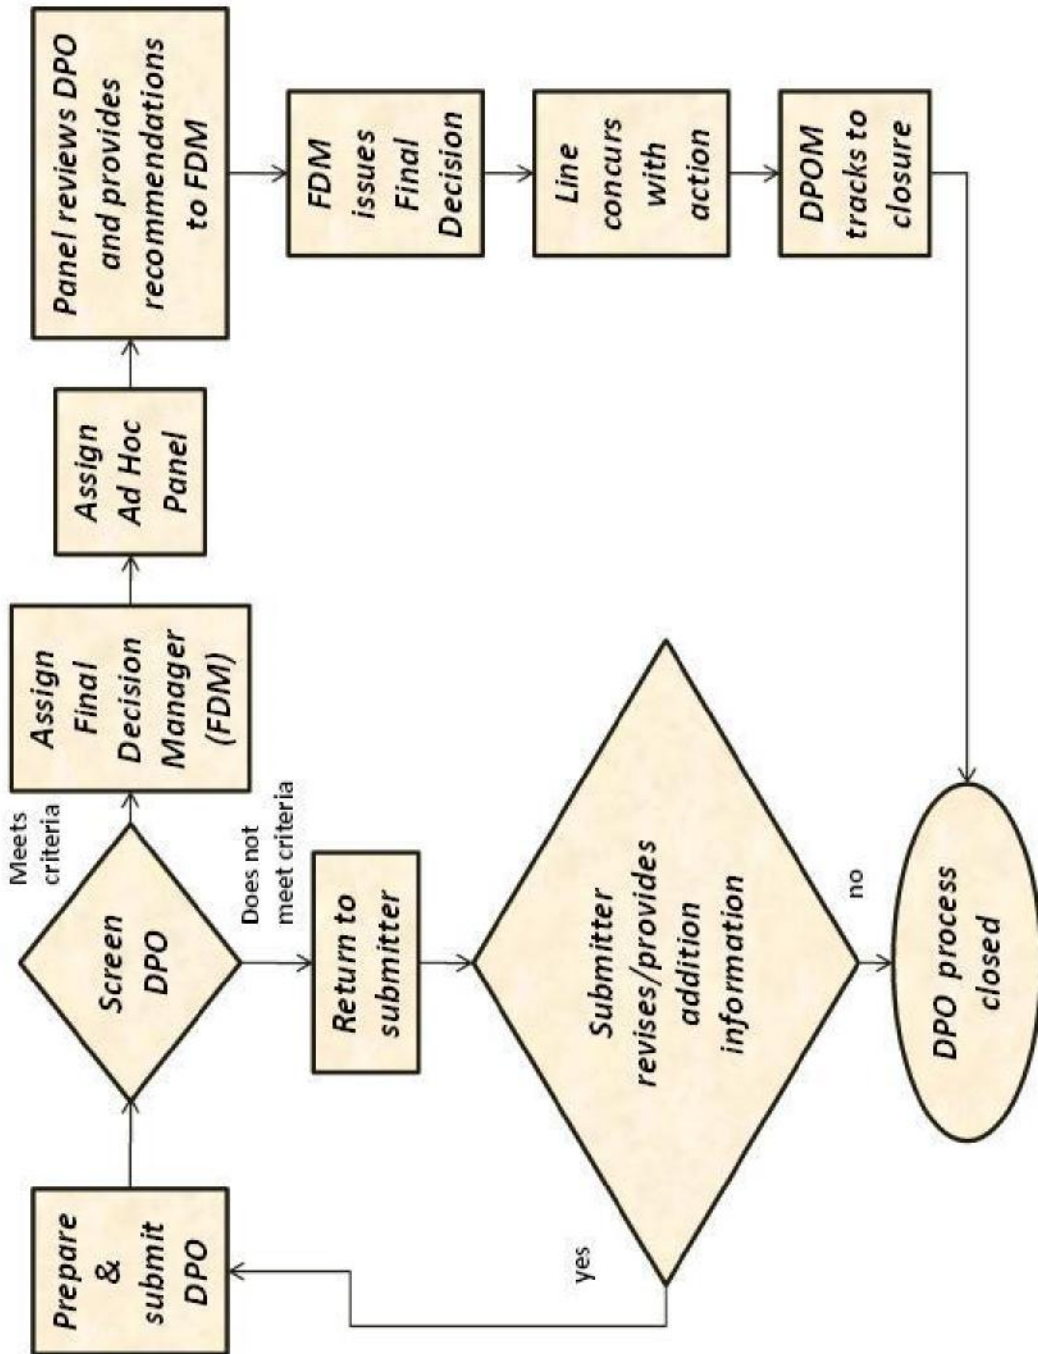 Prepare
&
submit
DPO
Screen
DPO
Meets
criteria
Assign
Final
Decision
Manager
(FDM)
Assign
Ad Hoc
Panel
Panel reviews DPO
and provides
recommendations
to FDM
Does not
meet criteria
Return to
submitter
FDM
issues
Final
Decision
Line
concurs
with
action
DPOM
tracks to
closure
yes
Submitter
revises/provides
addition
information
no
DPO process
closed